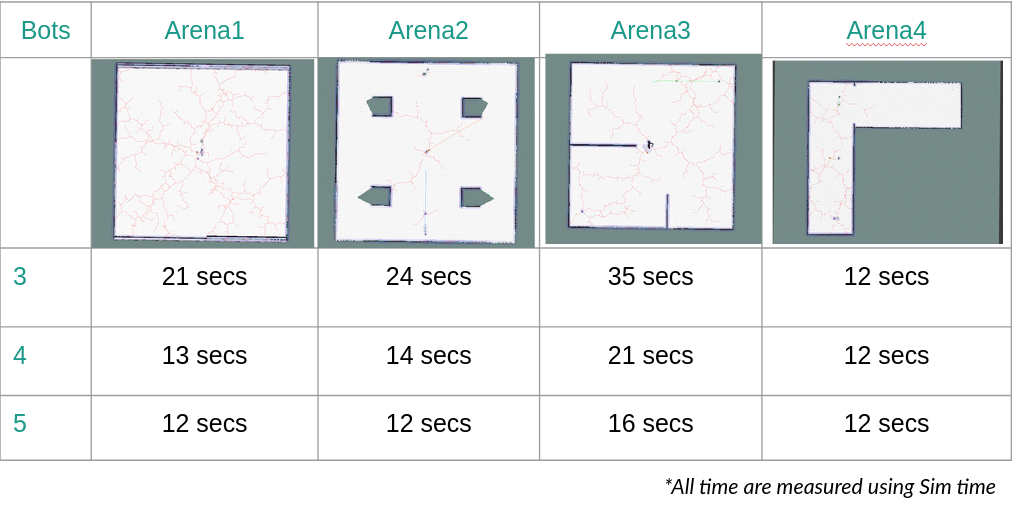 Bots Arena1 Arena2 Arena3 Arena4
3 21 secs 24 secs 35 secs 12 secs
4 13 secs 14 secs 21 secs 12 secs
5 12 secs 12 secs 16 secs 12 secs
*All time are measured using Sim time